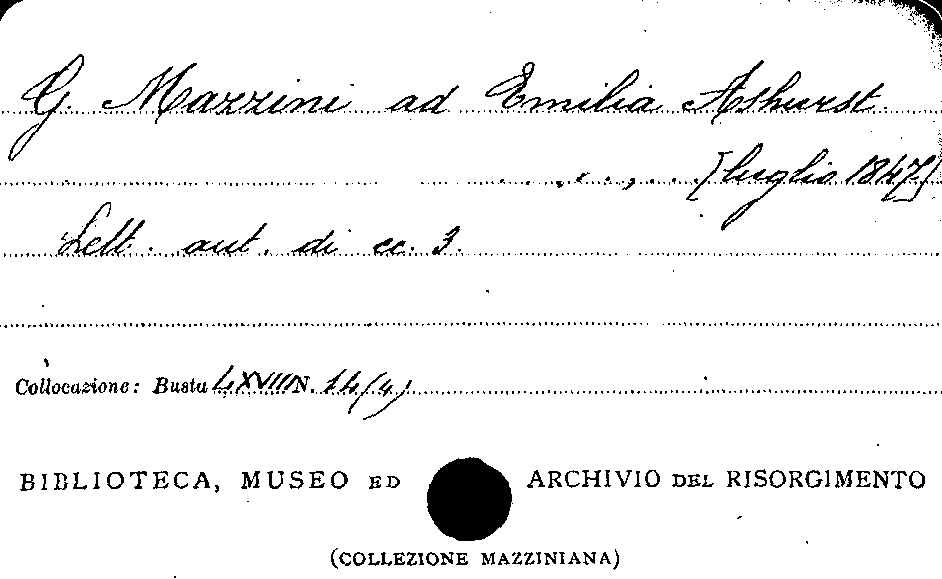 G. Mazzini ad Emilia Ashurst.
" " [luglio 1847]
Lett. aut. di cc. 3.
Collocazione: Busta LXVIII N. 14(4)
BIBLIOTECA, MUSEO ED ARCHIVIO DEL RISORGIMENTO
(COLLEZIONE MAZZINIANA)